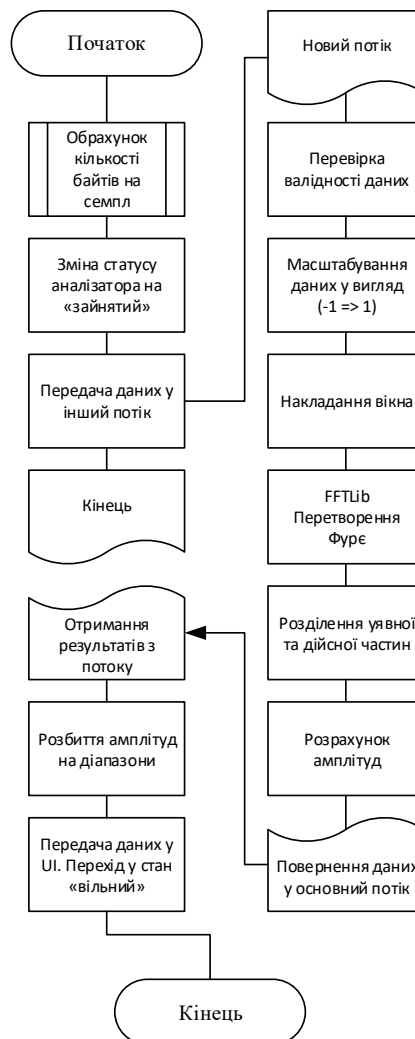 Початок
Обрахунок
кількості
байтів на
семпл
Зміна статусу
аналізатора на
«зайнятий»
Передача даних у
інший потік
Кінець
Новий потік
Перевірка
валідності даних
Масштабування
даних у вигляд
(-1 => 1)
Накладання вікна
FFTLib
Перетворення
Фурє
Розділення уявної
та дійсної частин
Розрахунок
амплітуд
Повернення даних
у основний потік
Отримання
результатів з
потоку
Розбиття амплітуд
на діапазони
Передача даних у
UI. Перехід у стан
«вільний»
Кінець